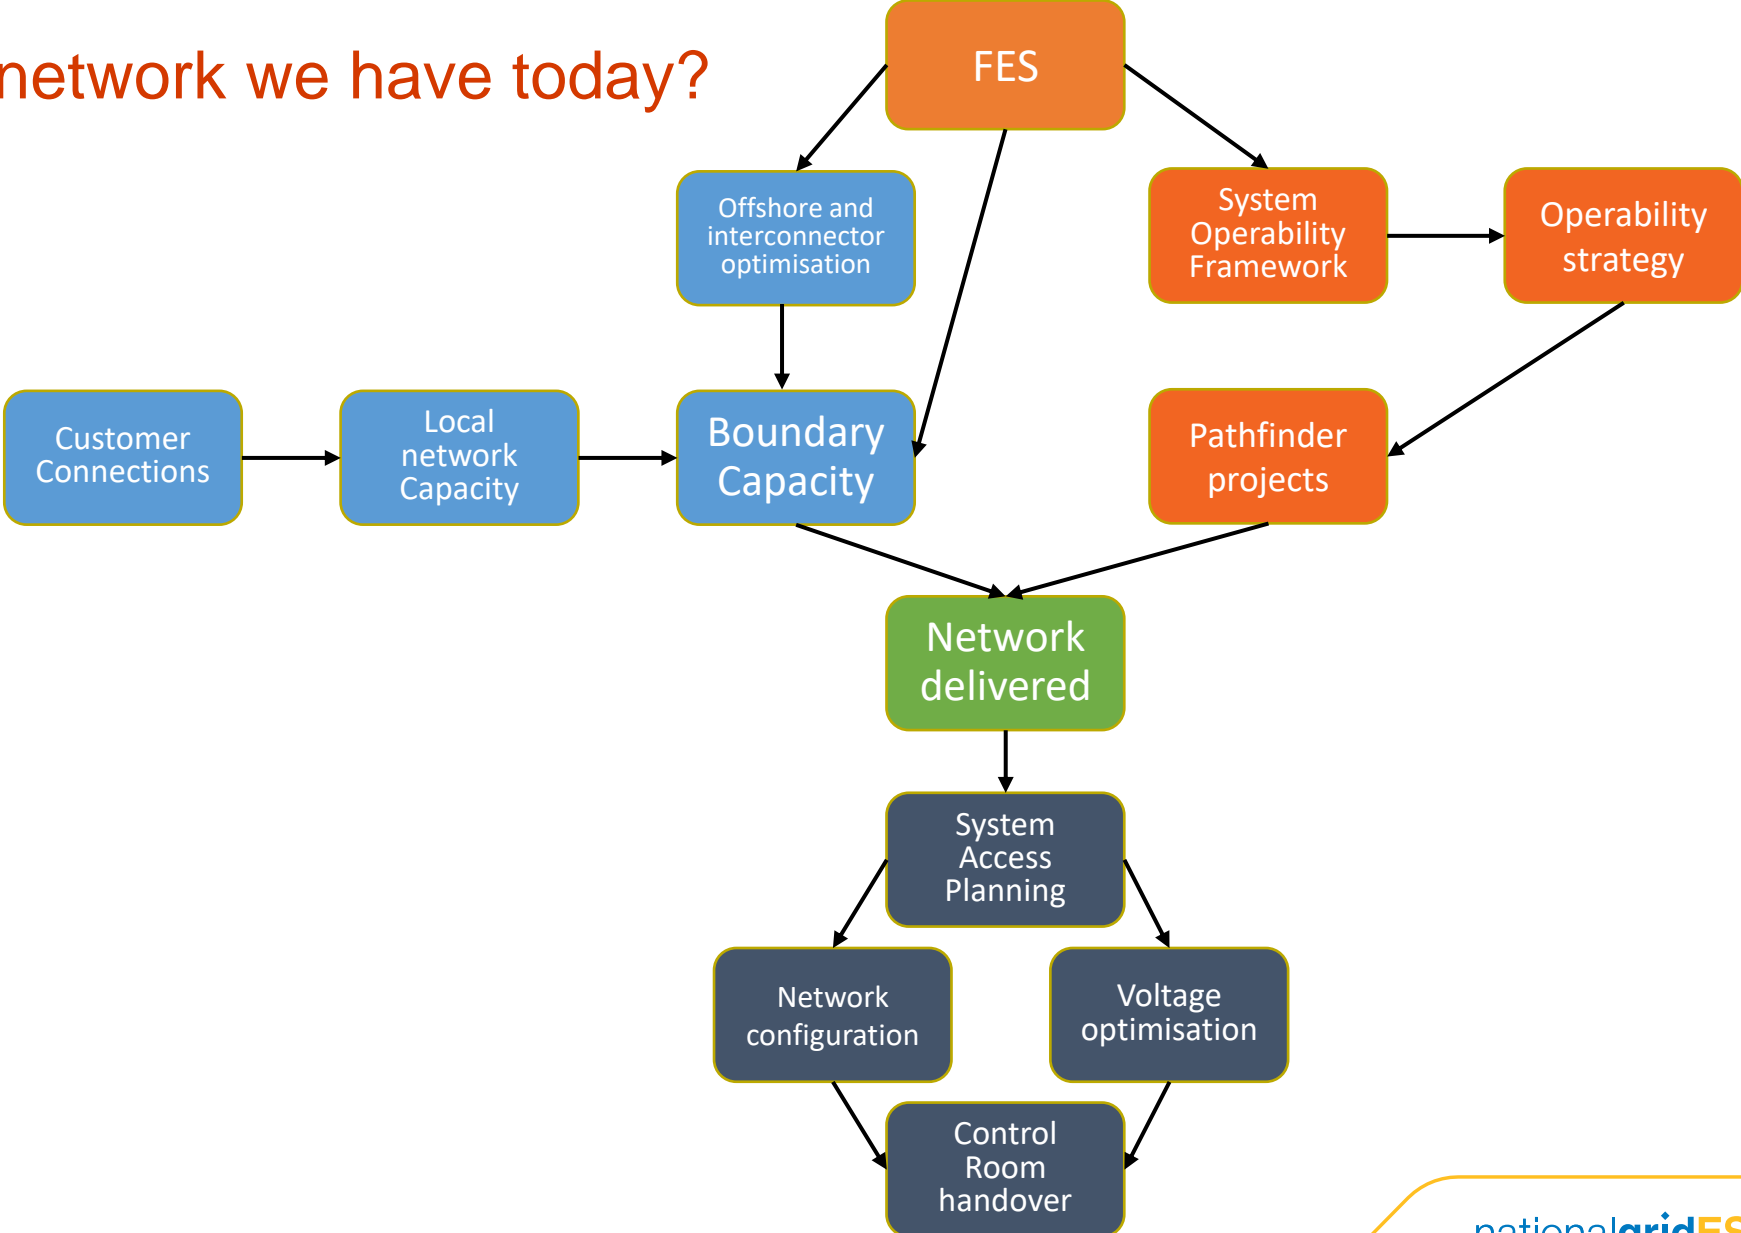 network we have today?
FES
Offshore and
interconnector
optimisation
System
Operability
Framework
Operability
strategy
Customer
Connections
Local
network
Capacity
Boundary
Capacity
Pathfinder
projects
Network
delivered
System
Access
Planning
Network
configuration
Voltage
optimisation
Control
Room
handover
nationalgridES